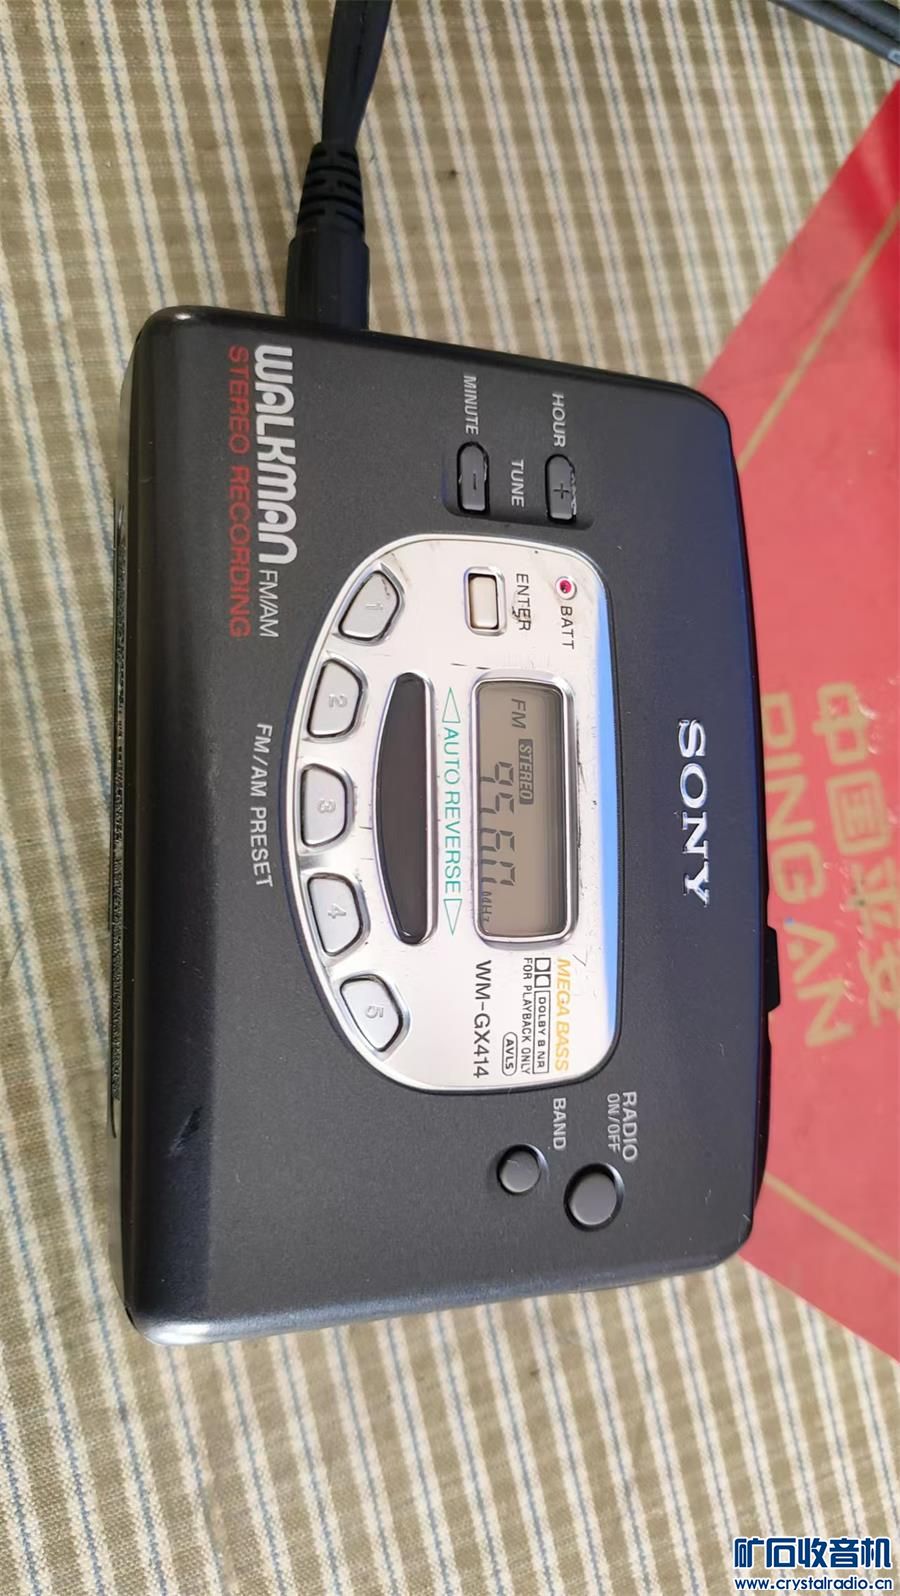 SONY
HOUR
+
TUNE
MINUTE
-
BATT
ENTER
FM STEREO
95.60 MHz
◁ AUTO REVERSE ▷
MEGA BASS
DOLBY B NR
FOR PLAYBACK ONLY
AVLS
WM-GX414
RADIO
ON/OFF
BAND
1
2
3
4
5
WALKMAN FM/AM
STEREO RECORDING
FM/AM PRESET
中国平安
PING AN
矿石收音机
www.crystalradio.cn